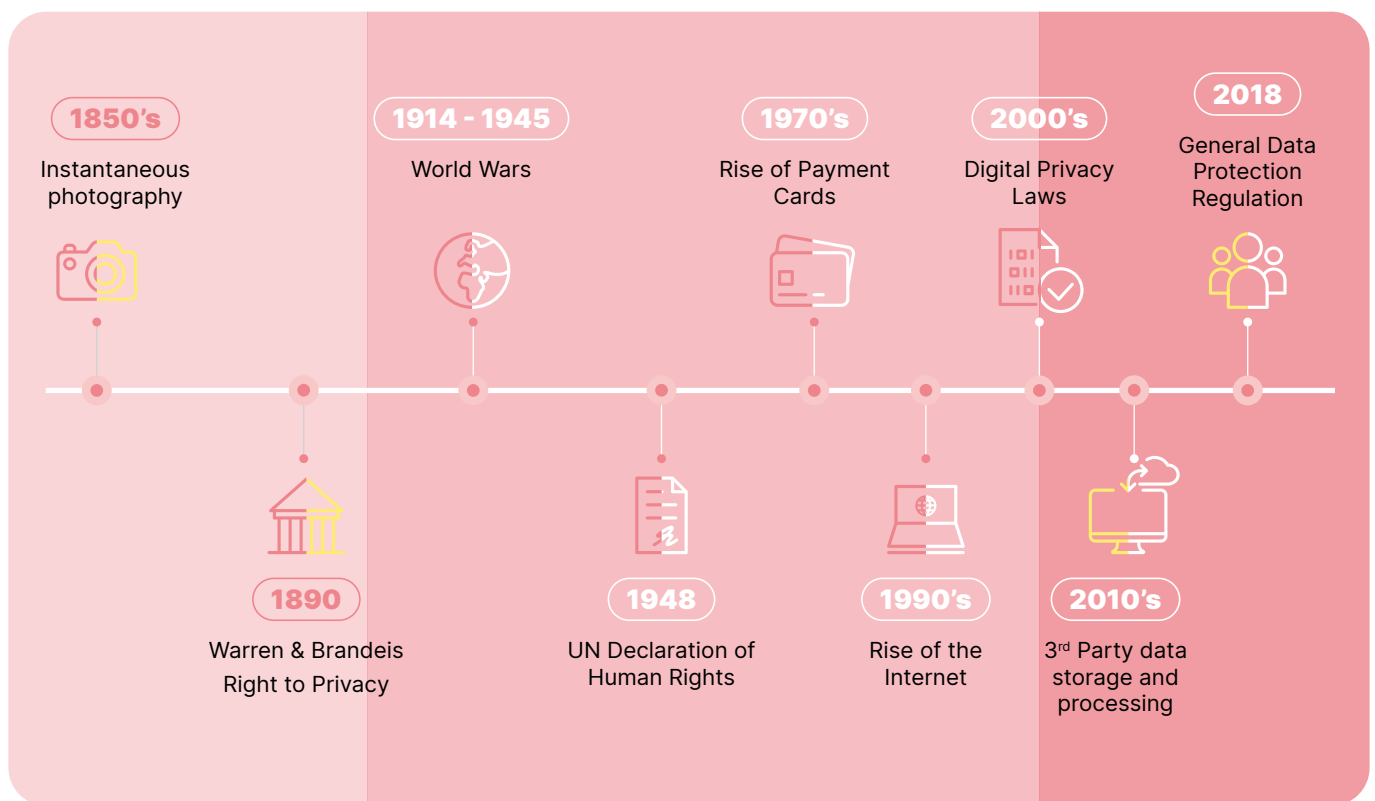 1850’s
Instantaneous
photography
1890
Warren & Brandeis
Right to Privacy
1914 - 1945
World Wars
1948
UN Declaration of
Human Rights
1970’s
Rise of Payment
Cards
1990’s
Rise of the
Internet
2000’s
Digital Privacy
Laws
2010’s
3rd Party data
storage and
processing
2018
General Data
Protection
Regulation